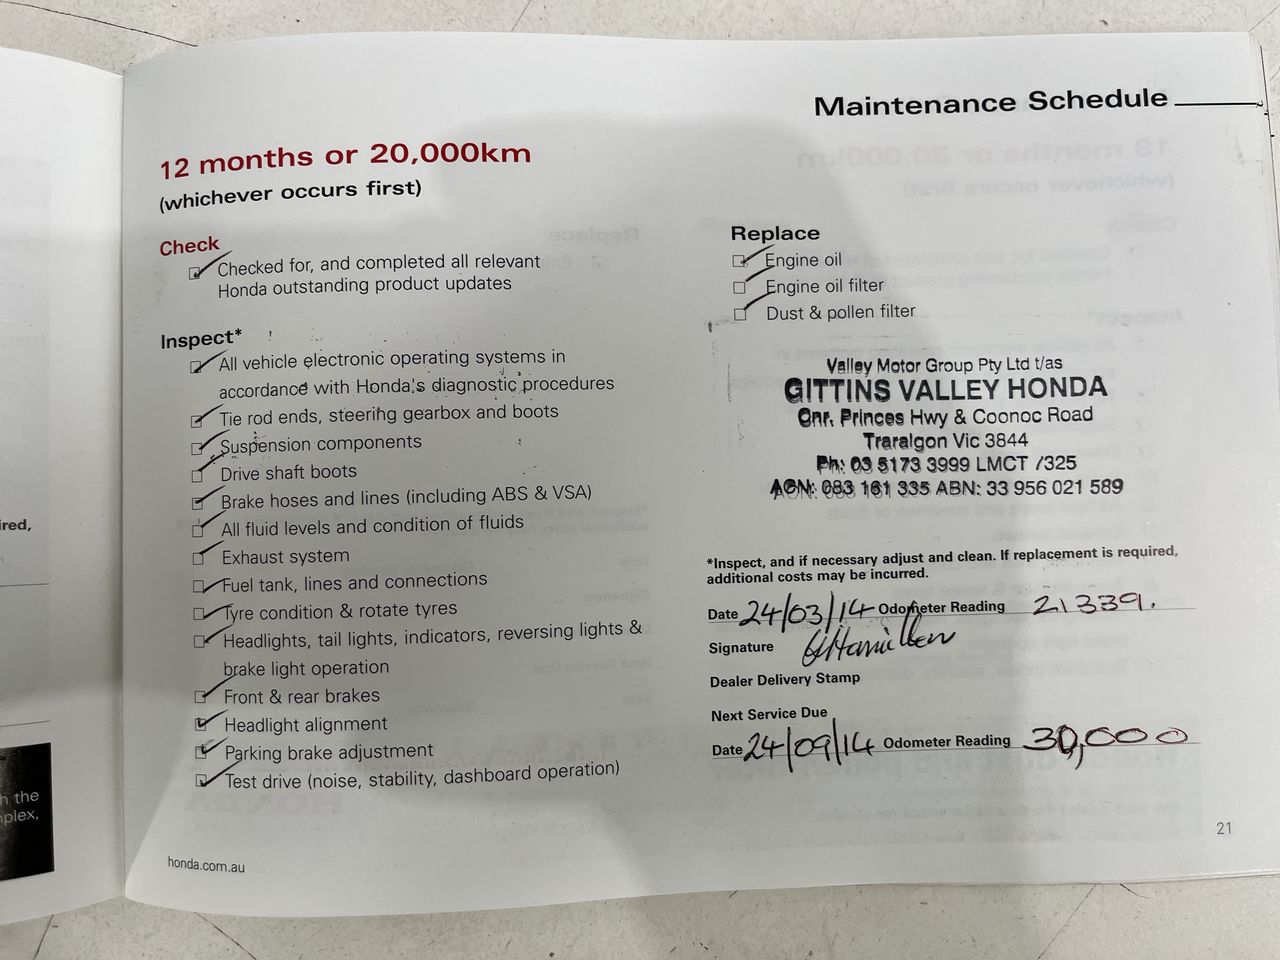 Maintenance Schedule
12 months or 20,000km
(whichever occurs first)
Check
Checked for, and completed all relevant
Honda outstanding product updates
Inspect*
All vehicle electronic operating systems in
accordance with Honda's diagnostic procedures
Tie rod ends, steering gearbox and boots
Suspension components
Drive shaft boots
Brake hoses and lines (including ABS & VSA)
All fluid levels and condition of fluids
Exhaust system
Fuel tank, lines and connections
Tyre condition & rotate tyres
Headlights, tail lights, indicators, reversing lights &
brake light operation
Front & rear brakes
Headlight alignment
Parking brake adjustment
Test drive (noise, stability, dashboard operation)
Replace
Engine oil
Engine oil filter
Dust & pollen filter
Valley Motor Group Pty Ltd t/as
GITTINS VALLEY HONDA
Cnr. Princes Hwy & Coonoc Road
Traralgon Vic 3844
Ph: 03 5173 3999 LMCT 7325
ACN: 083 161 335 ABN: 33 956 021 589
*Inspect, and if necessary adjust and clean. If replacement is required,
additional costs may be incurred.
Date 24/03/14 Odometer Reading 21339.
Signature
Dealer Delivery Stamp
Next Service Due
Date 24/09/14 Odometer Reading 30,000
honda.com.au
21